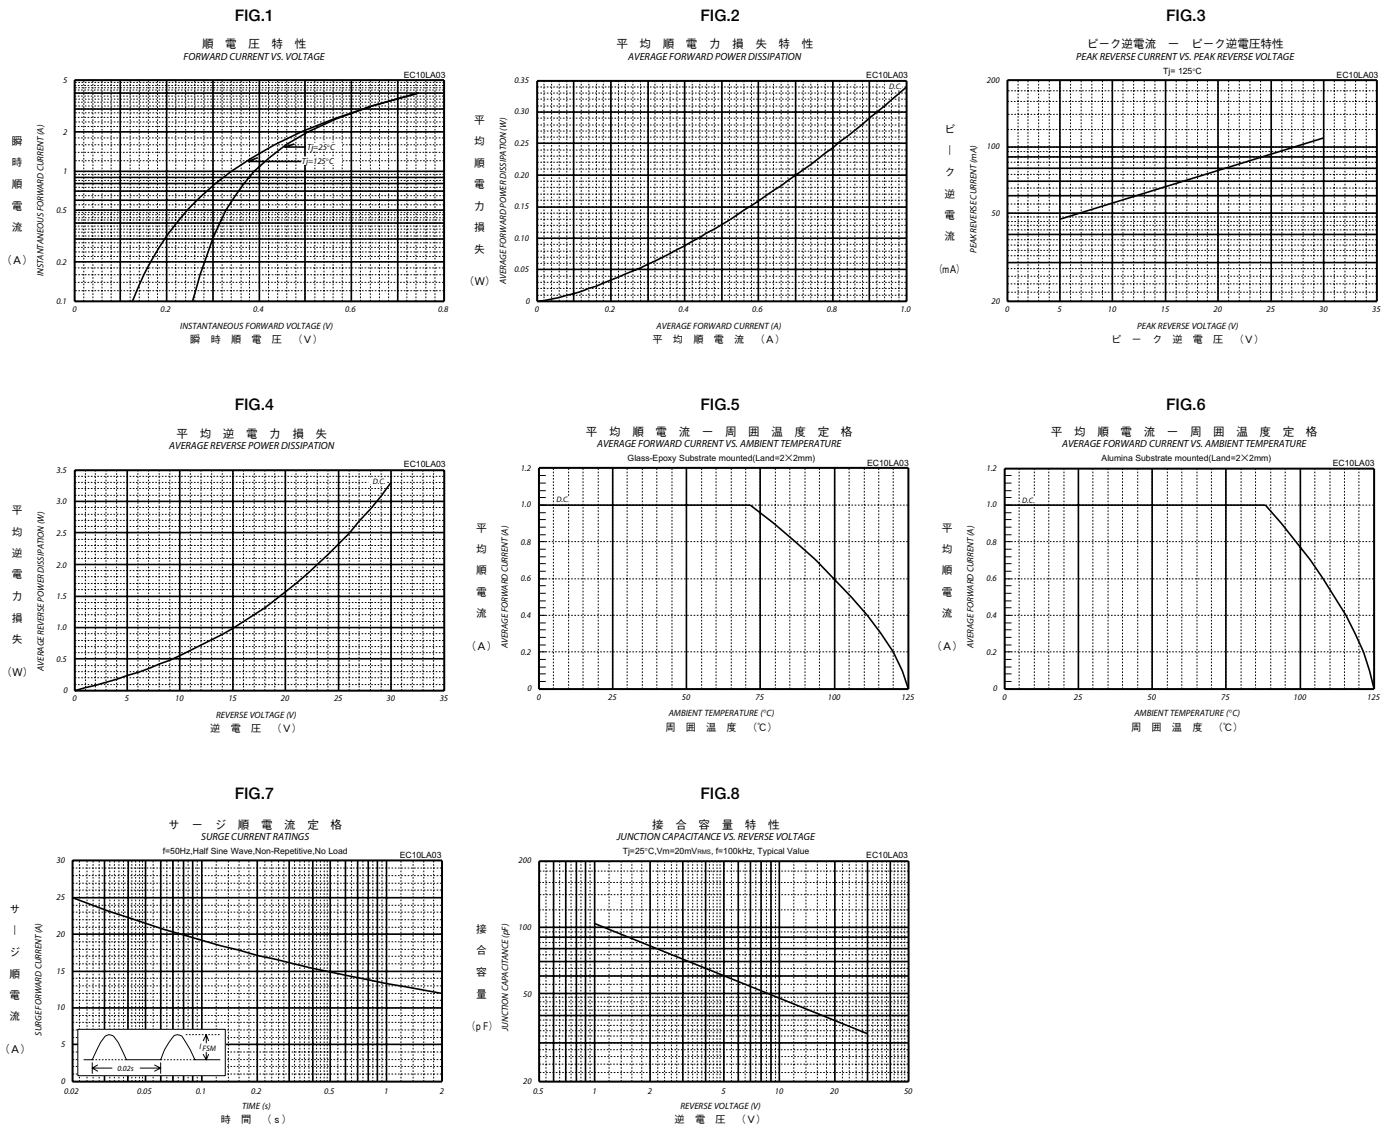 FIG.1
順 電 圧 特 性
FORWARD CURRENT VS. VOLTAGE
EC10LA03
5
2
1
0.5
0.2
0.1
瞬 時 順 電 流 (A)
INSTANTANEOUS FORWARD CURRENT (A)
Tj=25°C
Tj=125°C
0
0.2
0.4
0.6
0.8
INSTANTANEOUS FORWARD VOLTAGE (V)
瞬 時 順 電 圧 (V)
FIG.2
平 均 順 電 力 損 失 特 性
AVERAGE FORWARD POWER DISSIPATION
EC10LA03
D.C.
0.35
0.30
0.25
0.20
0.15
0.10
0.05
0
平 均 順 電 力 損 失 (W)
AVERAGE FORWARD POWER DISSIPATION (W)
0
0.2
0.4
0.6
0.8
1.0
AVERAGE FORWARD CURRENT (A)
平 均 順 電 流 (A)
FIG.3
ピーク逆電流 ー ピーク逆電圧特性
PEAK REVERSE CURRENT VS. PEAK REVERSE VOLTAGE
Tj= 125°C
EC10LA03
200
100
50
20
ピ ー ク 逆 電 流 (mA)
PEAK REVERSE CURRENT (mA)
0
5
10
15
20
25
30
35
PEAK REVERSE VOLTAGE (V)
ピ ー ク 逆 電 圧 (V)
FIG.4
平 均 逆 電 力 損 失
AVERAGE REVERSE POWER DISSIPATION
EC10LA03
D.C.
3.5
3.0
2.5
2.0
1.5
1.0
0.5
0
平 均 逆 電 力 損 失 (W)
AVERAGE REVERSE POWER DISSIPATION (W)
0
5
10
15
20
25
30
35
REVERSE VOLTAGE (V)
逆 電 圧 (V)
FIG.5
平 均 順 電 流 ー 周 囲 温 度 定 格
AVERAGE FORWARD CURRENT VS. AMBIENT TEMPERATURE
Glass-Epoxy Substrate mounted(Land=2×2mm)
EC10LA03
D.C.
1.2
1.0
0.8
0.6
0.4
0.2
0
平 均 順 電 流 (A)
AVERAGE FORWARD CURRENT (A)
0
25
50
75
100
125
AMBIENT TEMPERATURE (°C)
周 囲 温 度 (℃)
FIG.6
平 均 順 電 流 ー 周 囲 温 度 定 格
AVERAGE FORWARD CURRENT VS. AMBIENT TEMPERATURE
Alumina Substrate mounted(Land=2×2mm)
EC10LA03
D.C.
1.2
1.0
0.8
0.6
0.4
0.2
0
平 均 順 電 流 (A)
AVERAGE FORWARD CURRENT (A)
0
25
50
75
100
125
AMBIENT TEMPERATURE (°C)
周 囲 温 度 (℃)
FIG.7
サ ー ジ 順 電 流 定 格
SURGE CURRENT RATINGS
f=50Hz,Half Sine Wave,Non-Repetitive,No Load
EC10LA03
30
25
20
15
10
5
0
サ ー ジ 順 電 流 (A)
SURGE FORWARD CURRENT (A)
IFSM
0.02s
0.02
0.05
0.1
0.2
0.5
1
2
TIME (s)
時 間 (s)
FIG.8
接 合 容 量 特 性
JUNCTION CAPACITANCE VS. REVERSE VOLTAGE
Tj=25°C,Vm=20mVRMS, f=100kHz, Typical Value
EC10LA03
200
100
50
20
接 合 容 量 (pF)
JUNCTION CAPACITANCE (pF)
0.5
1
2
5
10
20
50
REVERSE VOLTAGE (V)
逆 電 圧 (V)